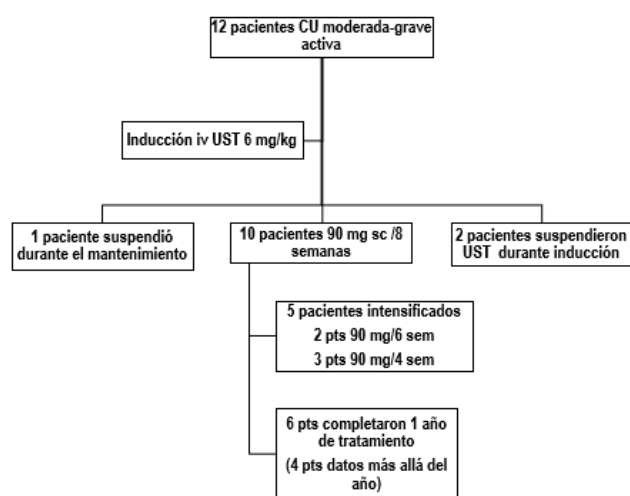 12 pacientes CU moderada-grave
activa
Inducción iv UST 6 mg/kg
1 paciente suspendió
durante el mantenimiento
10 pacientes 90 mg sc /8
semanas
2 pacientes suspendieron
UST durante inducción
5 pacientes intensificados
2 pts 90 mg/6 sem
3 pts 90 mg/4 sem
6 pts completaron 1 año
de tratamiento
(4 pts datos más allá del
año)